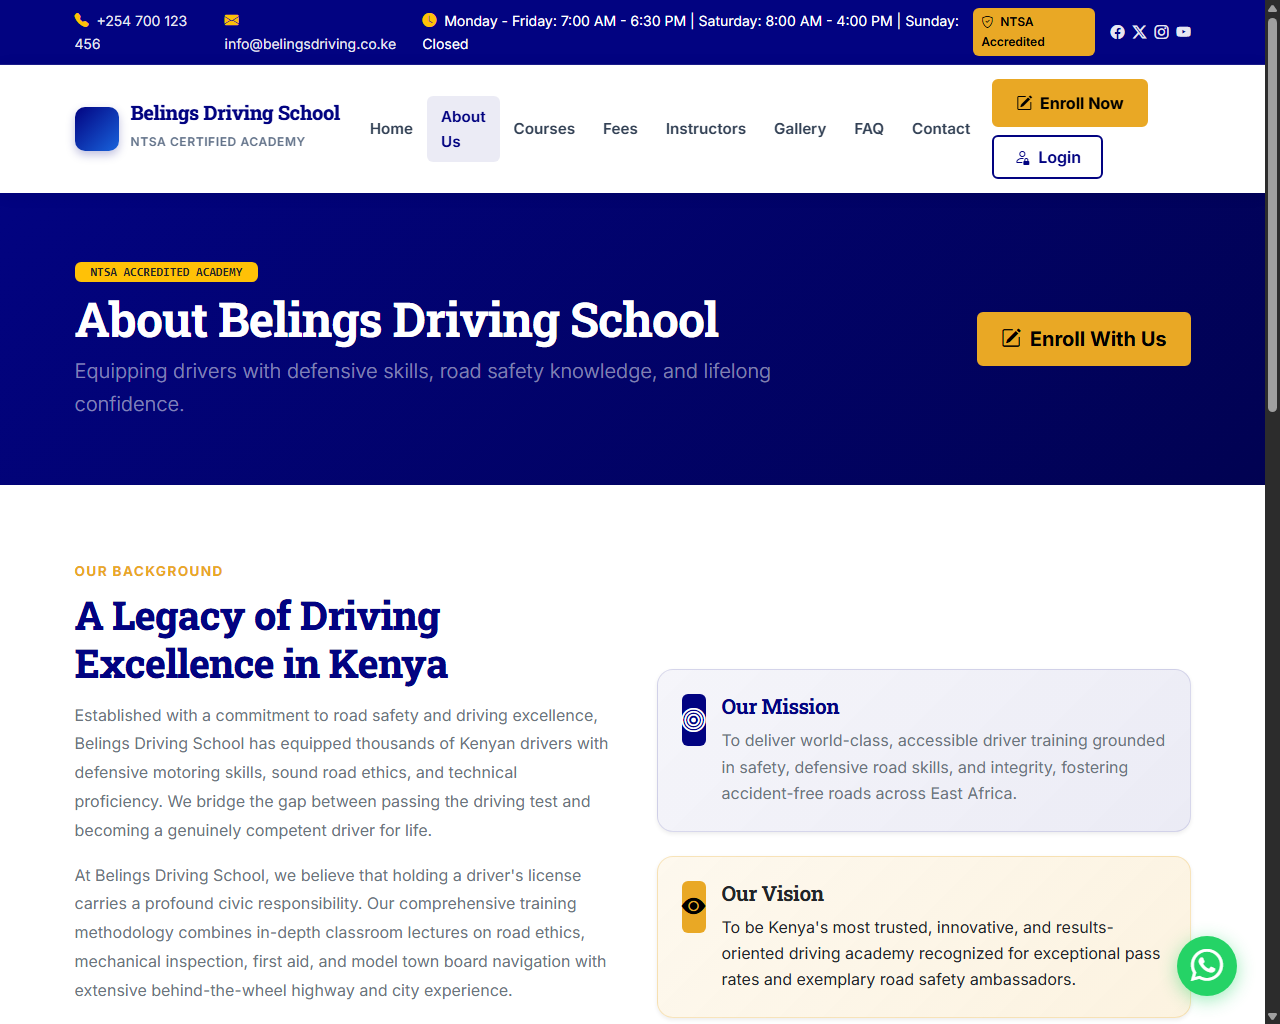 +254 700 123
456
info@belingsdriving.co.ke
Monday - Friday: 7:00 AM - 6:30 PM | Saturday: 8:00 AM - 4:00 PM | Sunday:
Closed
NTSA
Accredited
Belings Driving School
NTSA CERTIFIED ACADEMY
Home
About
Us
Courses
Fees
Instructors
Gallery
FAQ
Contact
Enroll Now
Login
NTSA ACCREDITED ACADEMY
About Belings Driving School
Equipping drivers with defensive skills, road safety knowledge, and lifelong
confidence.
Enroll With Us
OUR BACKGROUND
A Legacy of Driving
Excellence in Kenya
Established with a commitment to road safety and driving excellence,
Belings Driving School has equipped thousands of Kenyan drivers with
defensive motoring skills, sound road ethics, and technical
proficiency. We bridge the gap between passing the driving test and
becoming a genuinely competent driver for life.
At Belings Driving School, we believe that holding a driver's license
carries a profound civic responsibility. Our comprehensive training
methodology combines in-depth classroom lectures on road ethics,
mechanical inspection, first aid, and model town board navigation with
extensive behind-the-wheel highway and city experience.
Our Mission
To deliver world-class, accessible driver training grounded
in safety, defensive road skills, and integrity, fostering
accident-free roads across East Africa.
Our Vision
To be Kenya's most trusted, innovative, and results-
oriented driving academy recognized for exceptional pass
rates and exemplary road safety ambassadors.